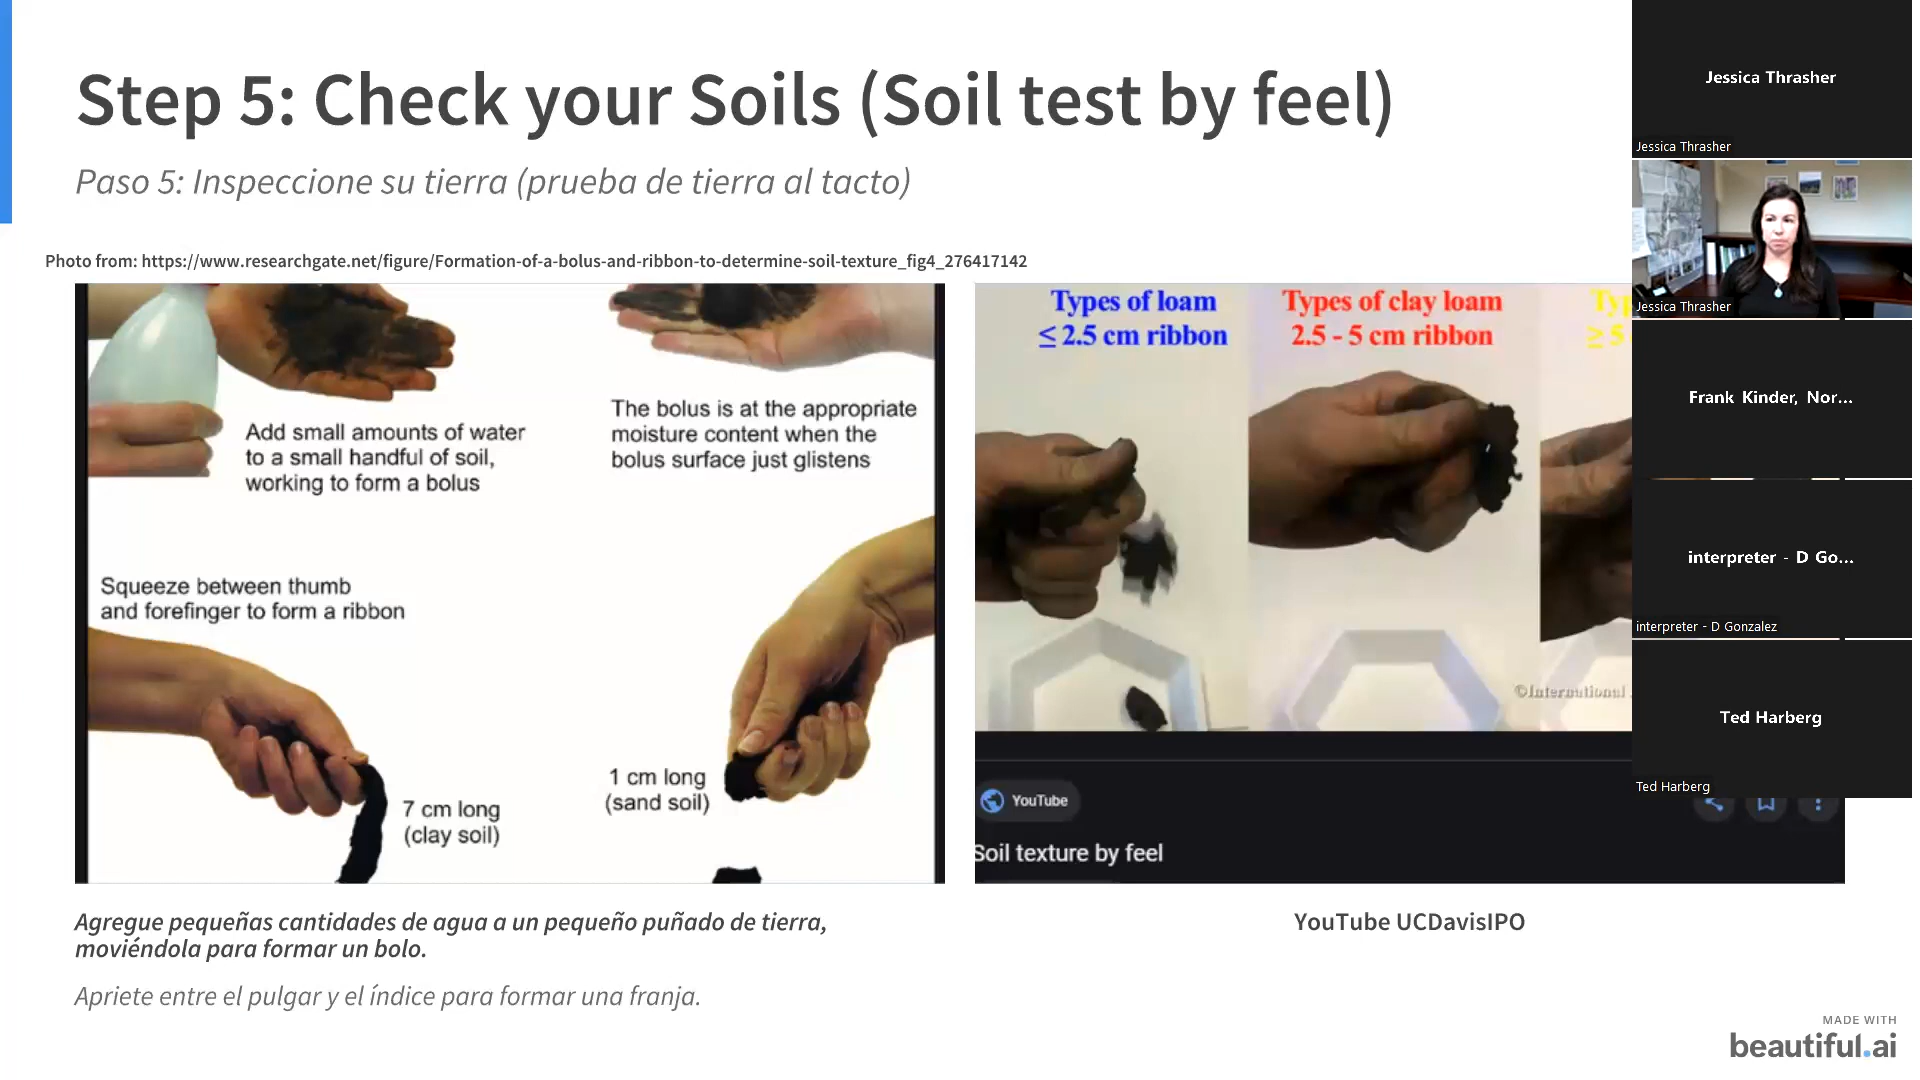 Step 5: Check your Soils (Soil test by feel)
Paso 5: Inspeccione su tierra (prueba de tierra al tacto)
Photo from: https://www.researchgate.net/figure/Formation-of-a-bolus-and-ribbon-to-determine-soil-texture_fig4_276417142
Add small amounts of water
to a small handful of soil,
working to form a bolus
The bolus is at the appropriate
moisture content when the
bolus surface just glistens
Squeeze between thumb
and forefinger to form a ribbon
7 cm long
(clay soil)
1 cm long
(sand soil)
Types of loam
≤ 2.5 cm ribbon
Types of clay loam
2.5 - 5 cm ribbon
≥ 5
©International
YouTube
Soil texture by feel
Agregue pequeñas cantidades de agua a un pequeño puñado de tierra,
moviéndola para formar un bolo.
Apriete entre el pulgar y el índice para formar una franja.
YouTube UCDavisIPO
MADE WITH
beautiful.ai
Jessica Thrasher
Jessica Thrasher
Jessica Thrasher
Frank Kinder, Nor...
interpreter - D Go...
interpreter - D Gonzalez
Ted Harberg
Ted Harberg